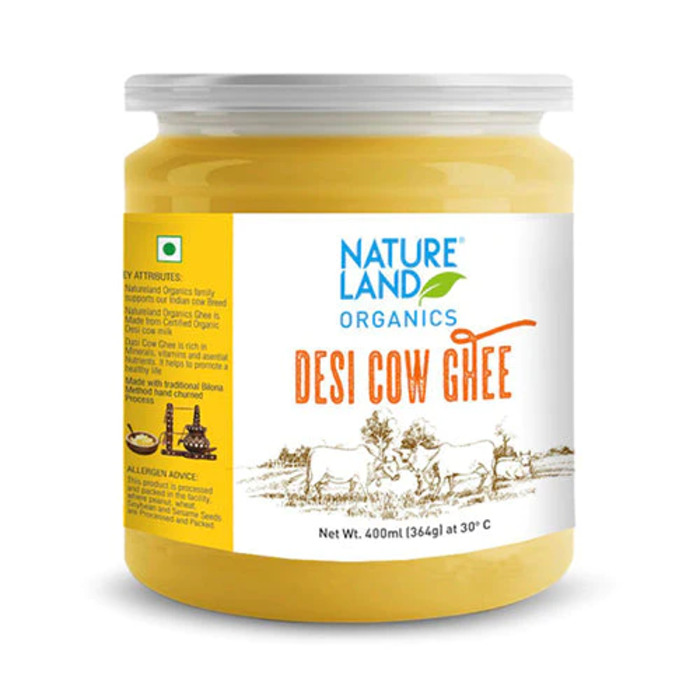 NATURE®
LAND
ORGANICS
DESI COW GHEE
Net Wt. 400ml (364g) at 30° C
EY ATTRIBUTES:
Natureland Organics family
supports our Indian cow Breed
Natureland Organics Ghee is
Made from Certified Organic
Desi cow milk
Desi Cow Ghee is rich in
Minerals, vitamins and
Nutrients. It helps to promote a
healthy life
Made with traditional Bilona
Method hand churned
Process
ALLERGEN ADVICE:
This product is processed
and packed in the facility,
where peanut, wheat,
Soybean and Sesame Seeds
are Processed and Packed